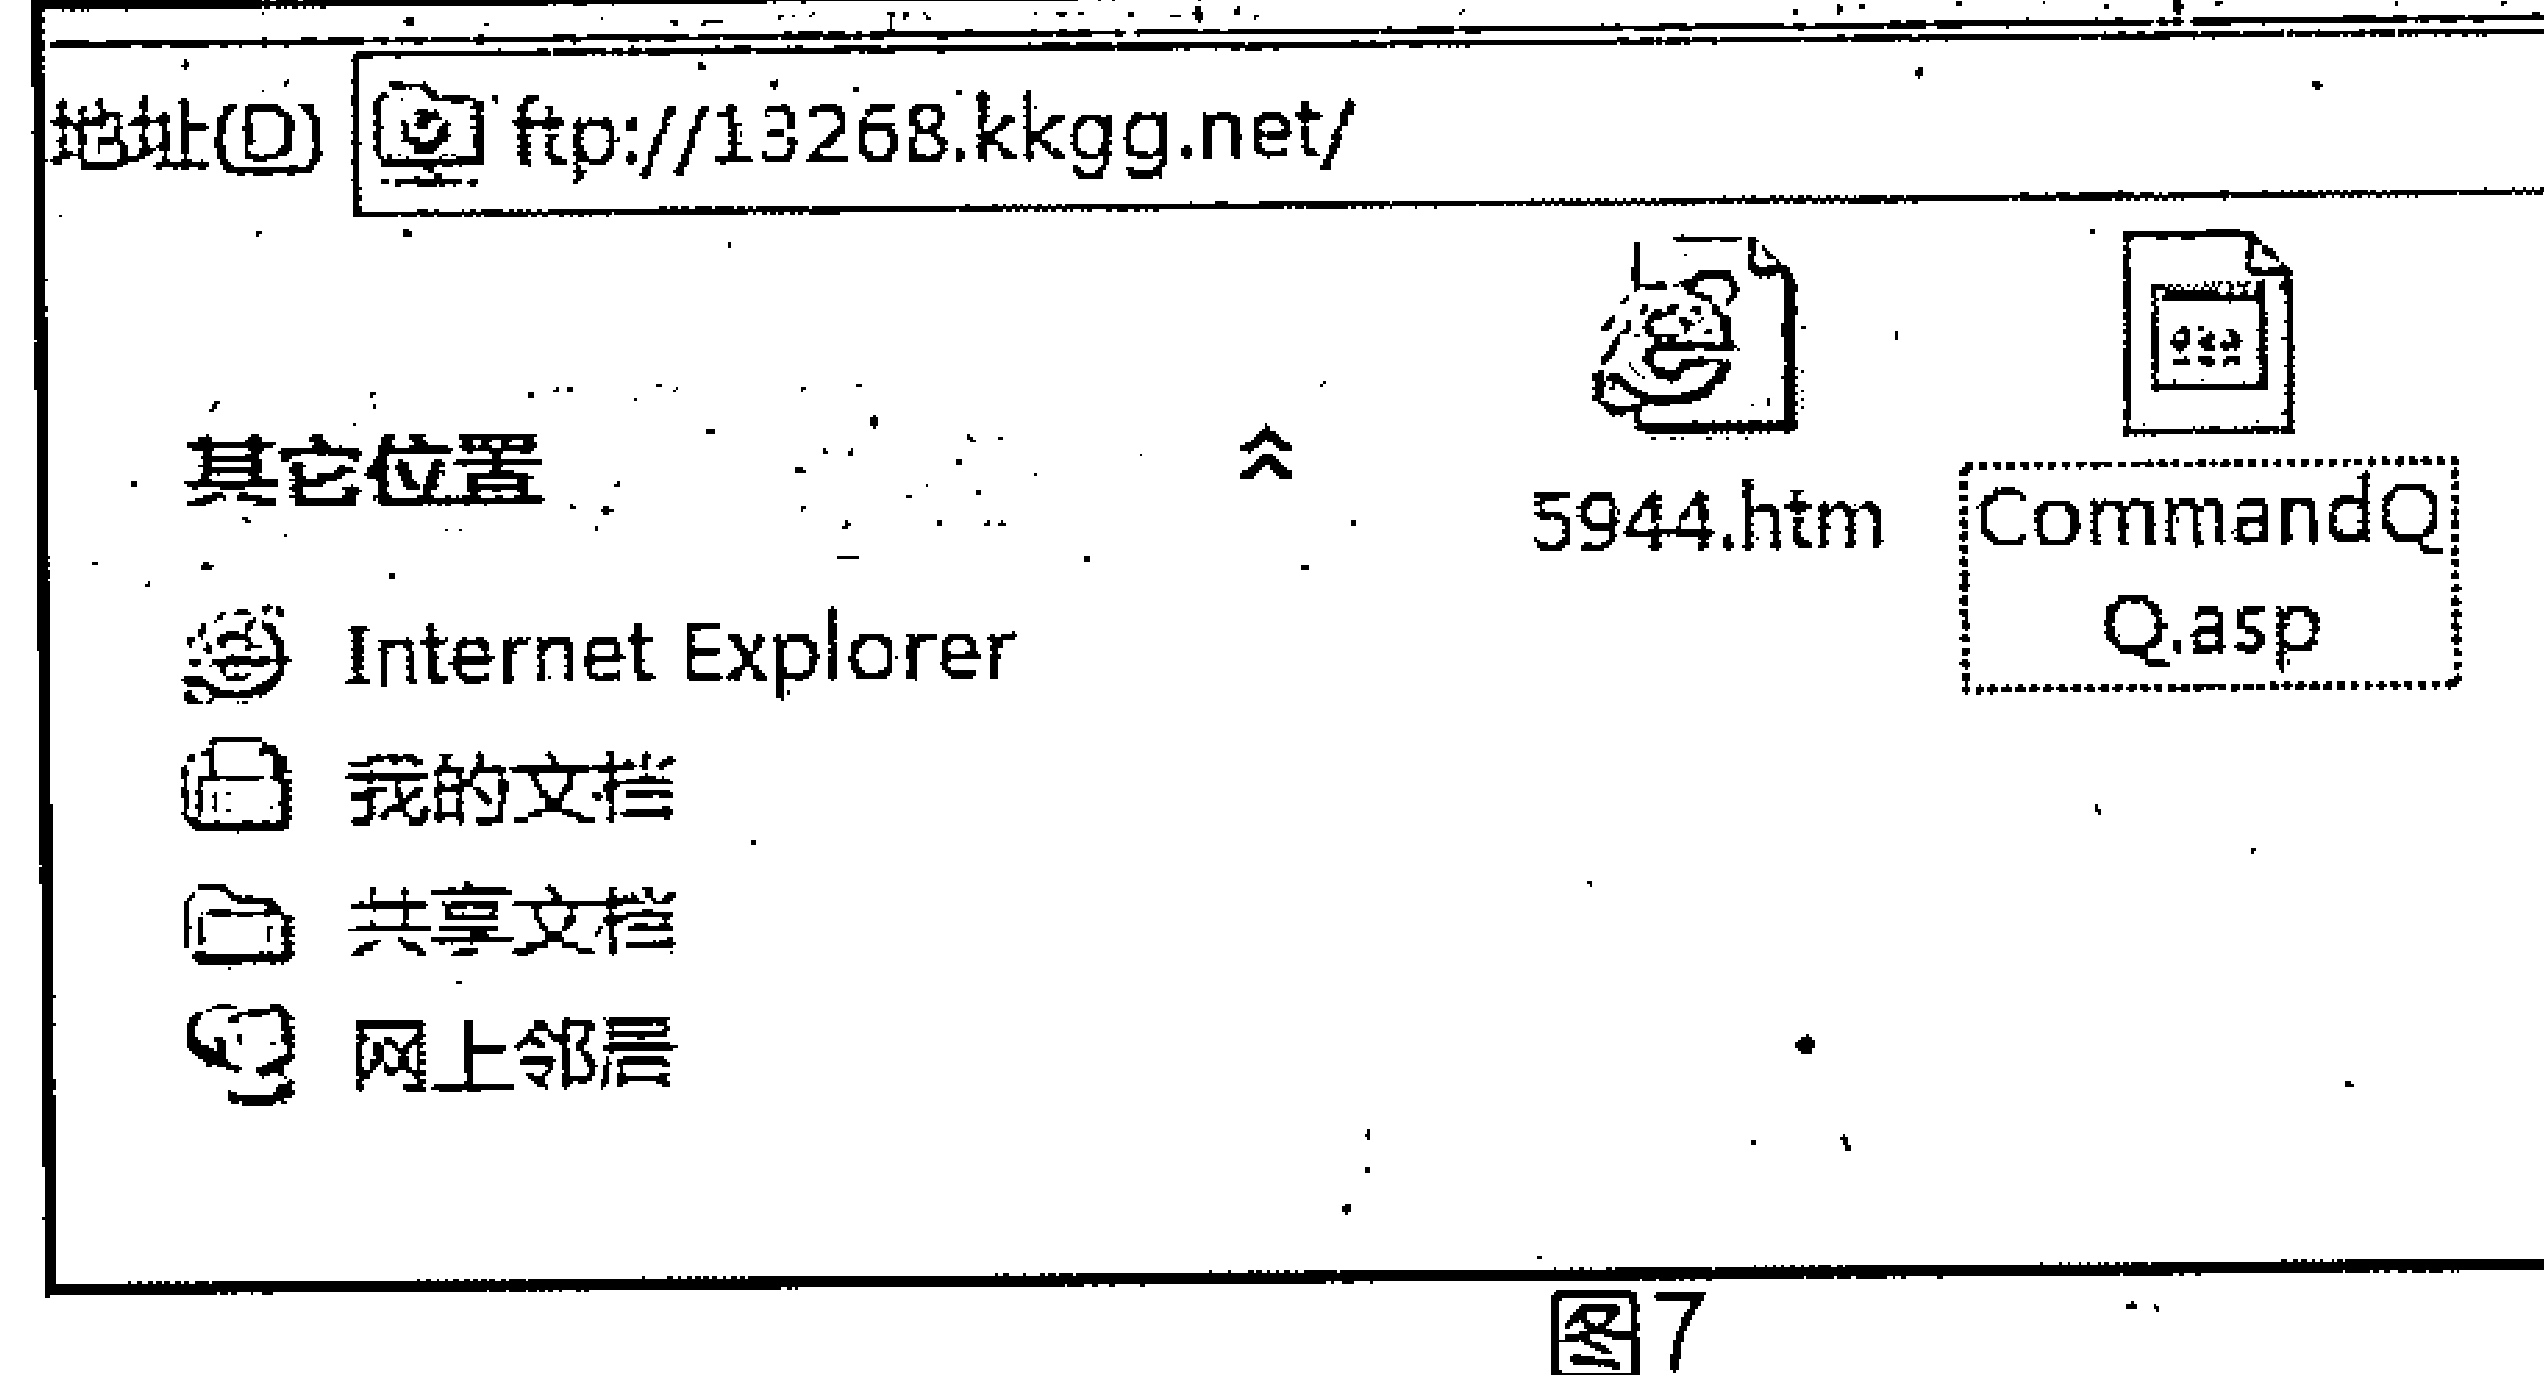 地址(D) ftp://13268.kkgg.net/
其它位置
Internet Explorer
我的文档
共享文档
网上邻居
5944.htm
CommandQ
Q.asp
图7